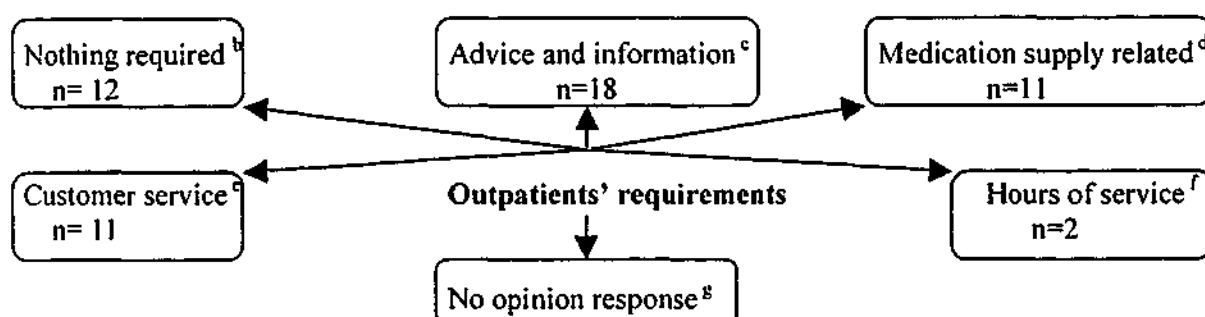 Nothing required b
n= 12
Advice and information c
n=18
Medication supply related d
n=11
Customer service e
n= 11
Outpatients' requirements
Hours of service f
n=2
No opinion response g